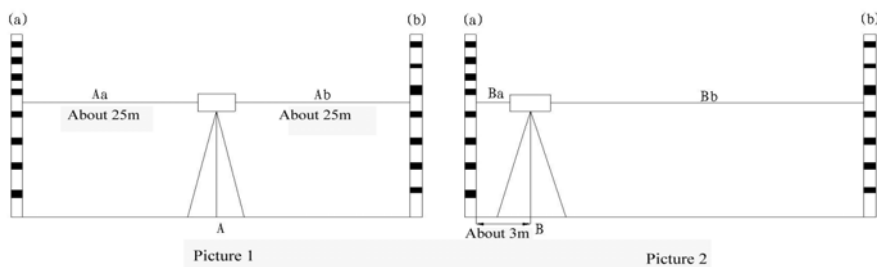 (a) (b) (a) (b)
Aa Ab Ba Bb
About 25m About 25m
About 3m
A B
Picture 1 Picture 2